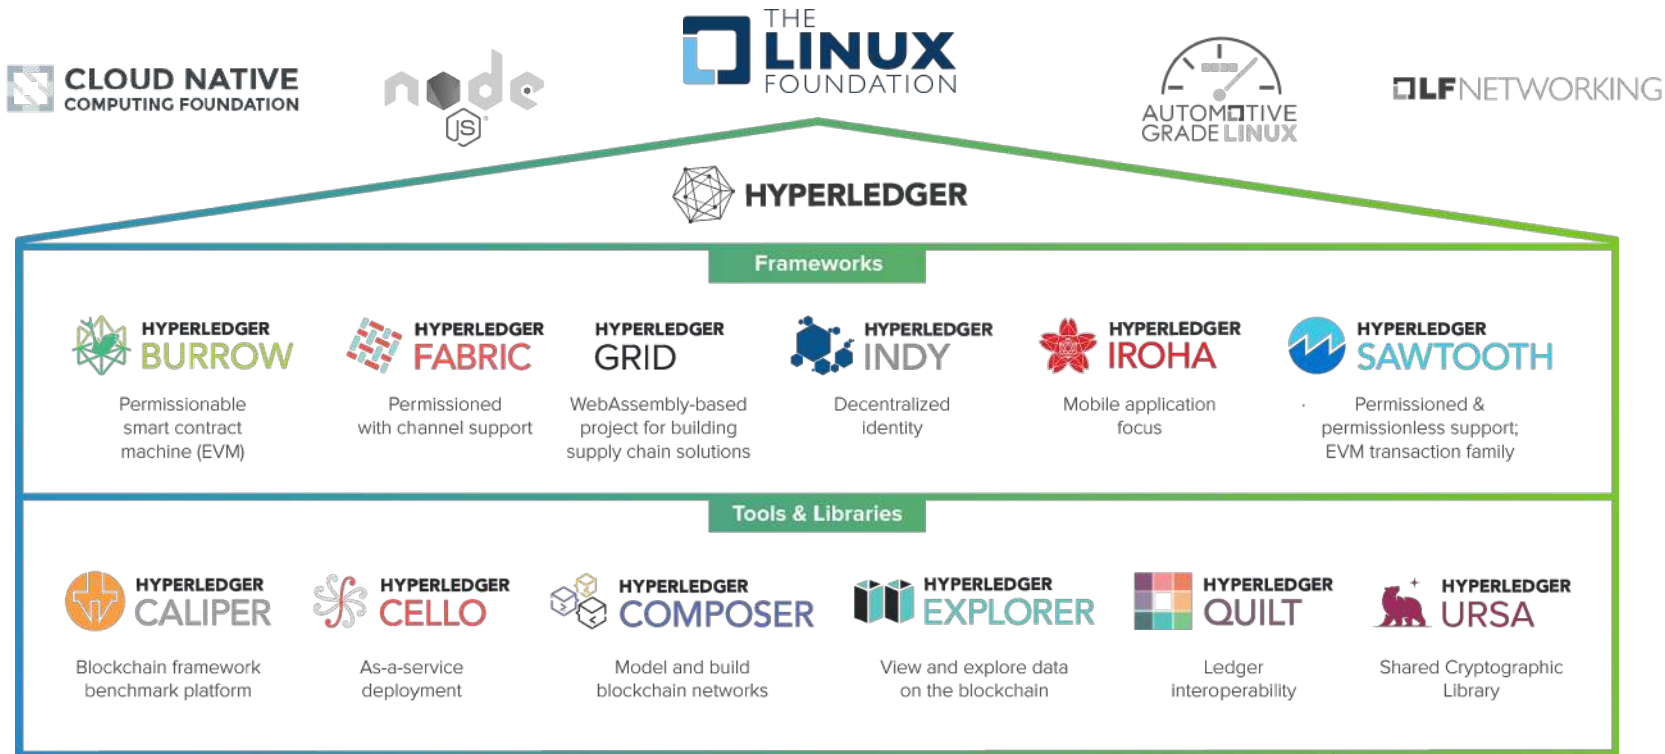 CLOUD NATIVE
COMPUTING FOUNDATION
node
JS
THE
LINUX
FOUNDATION
AUTOMOTIVE
GRADE LINUX
LF NETWORKING
HYPERLEDGER
Frameworks
HYPERLEDGER
BURROW
Permissionable
smart contract
machine (EVM)
HYPERLEDGER
FABRIC
Permissioned
with channel support
HYPERLEDGER
GRID
WebAssembly-based
project for building
supply chain solutions
HYPERLEDGER
INDY
Decentralized
identity
HYPERLEDGER
IROHA
Mobile application
focus
HYPERLEDGER
SAWTOOTH
Permissioned &
permissionless support;
EVM transaction family
Tools & Libraries
HYPERLEDGER
CALIPER
Blockchain framework
benchmark platform
HYPERLEDGER
CELLO
As-a-service
deployment
HYPERLEDGER
COMPOSER
Model and build
blockchain networks
HYPERLEDGER
EXPLORER
View and explore data
on the blockchain
HYPERLEDGER
QUILT
Ledger
interoperability
HYPERLEDGER
URSA
Shared Cryptographic
Library